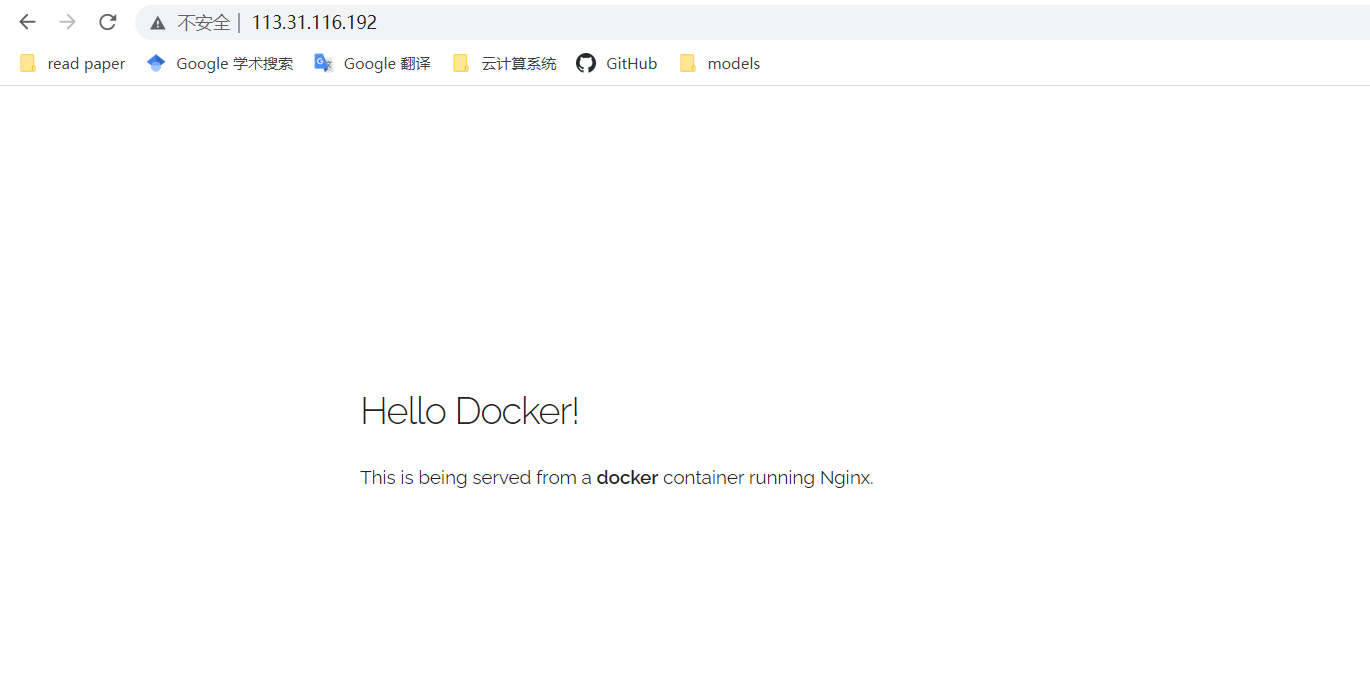 不安全 | 113.31.116.192
read paper Google 学术搜索 Google 翻译 云计算系统 GitHub models
Hello Docker!
This is being served from a docker container running Nginx.